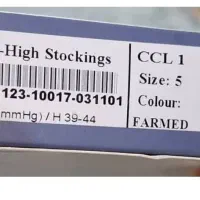 -High Stockings
CCL 1
Size: 5
123-10017-031101
Colour:
mmHg) / H 39-44
FARMED